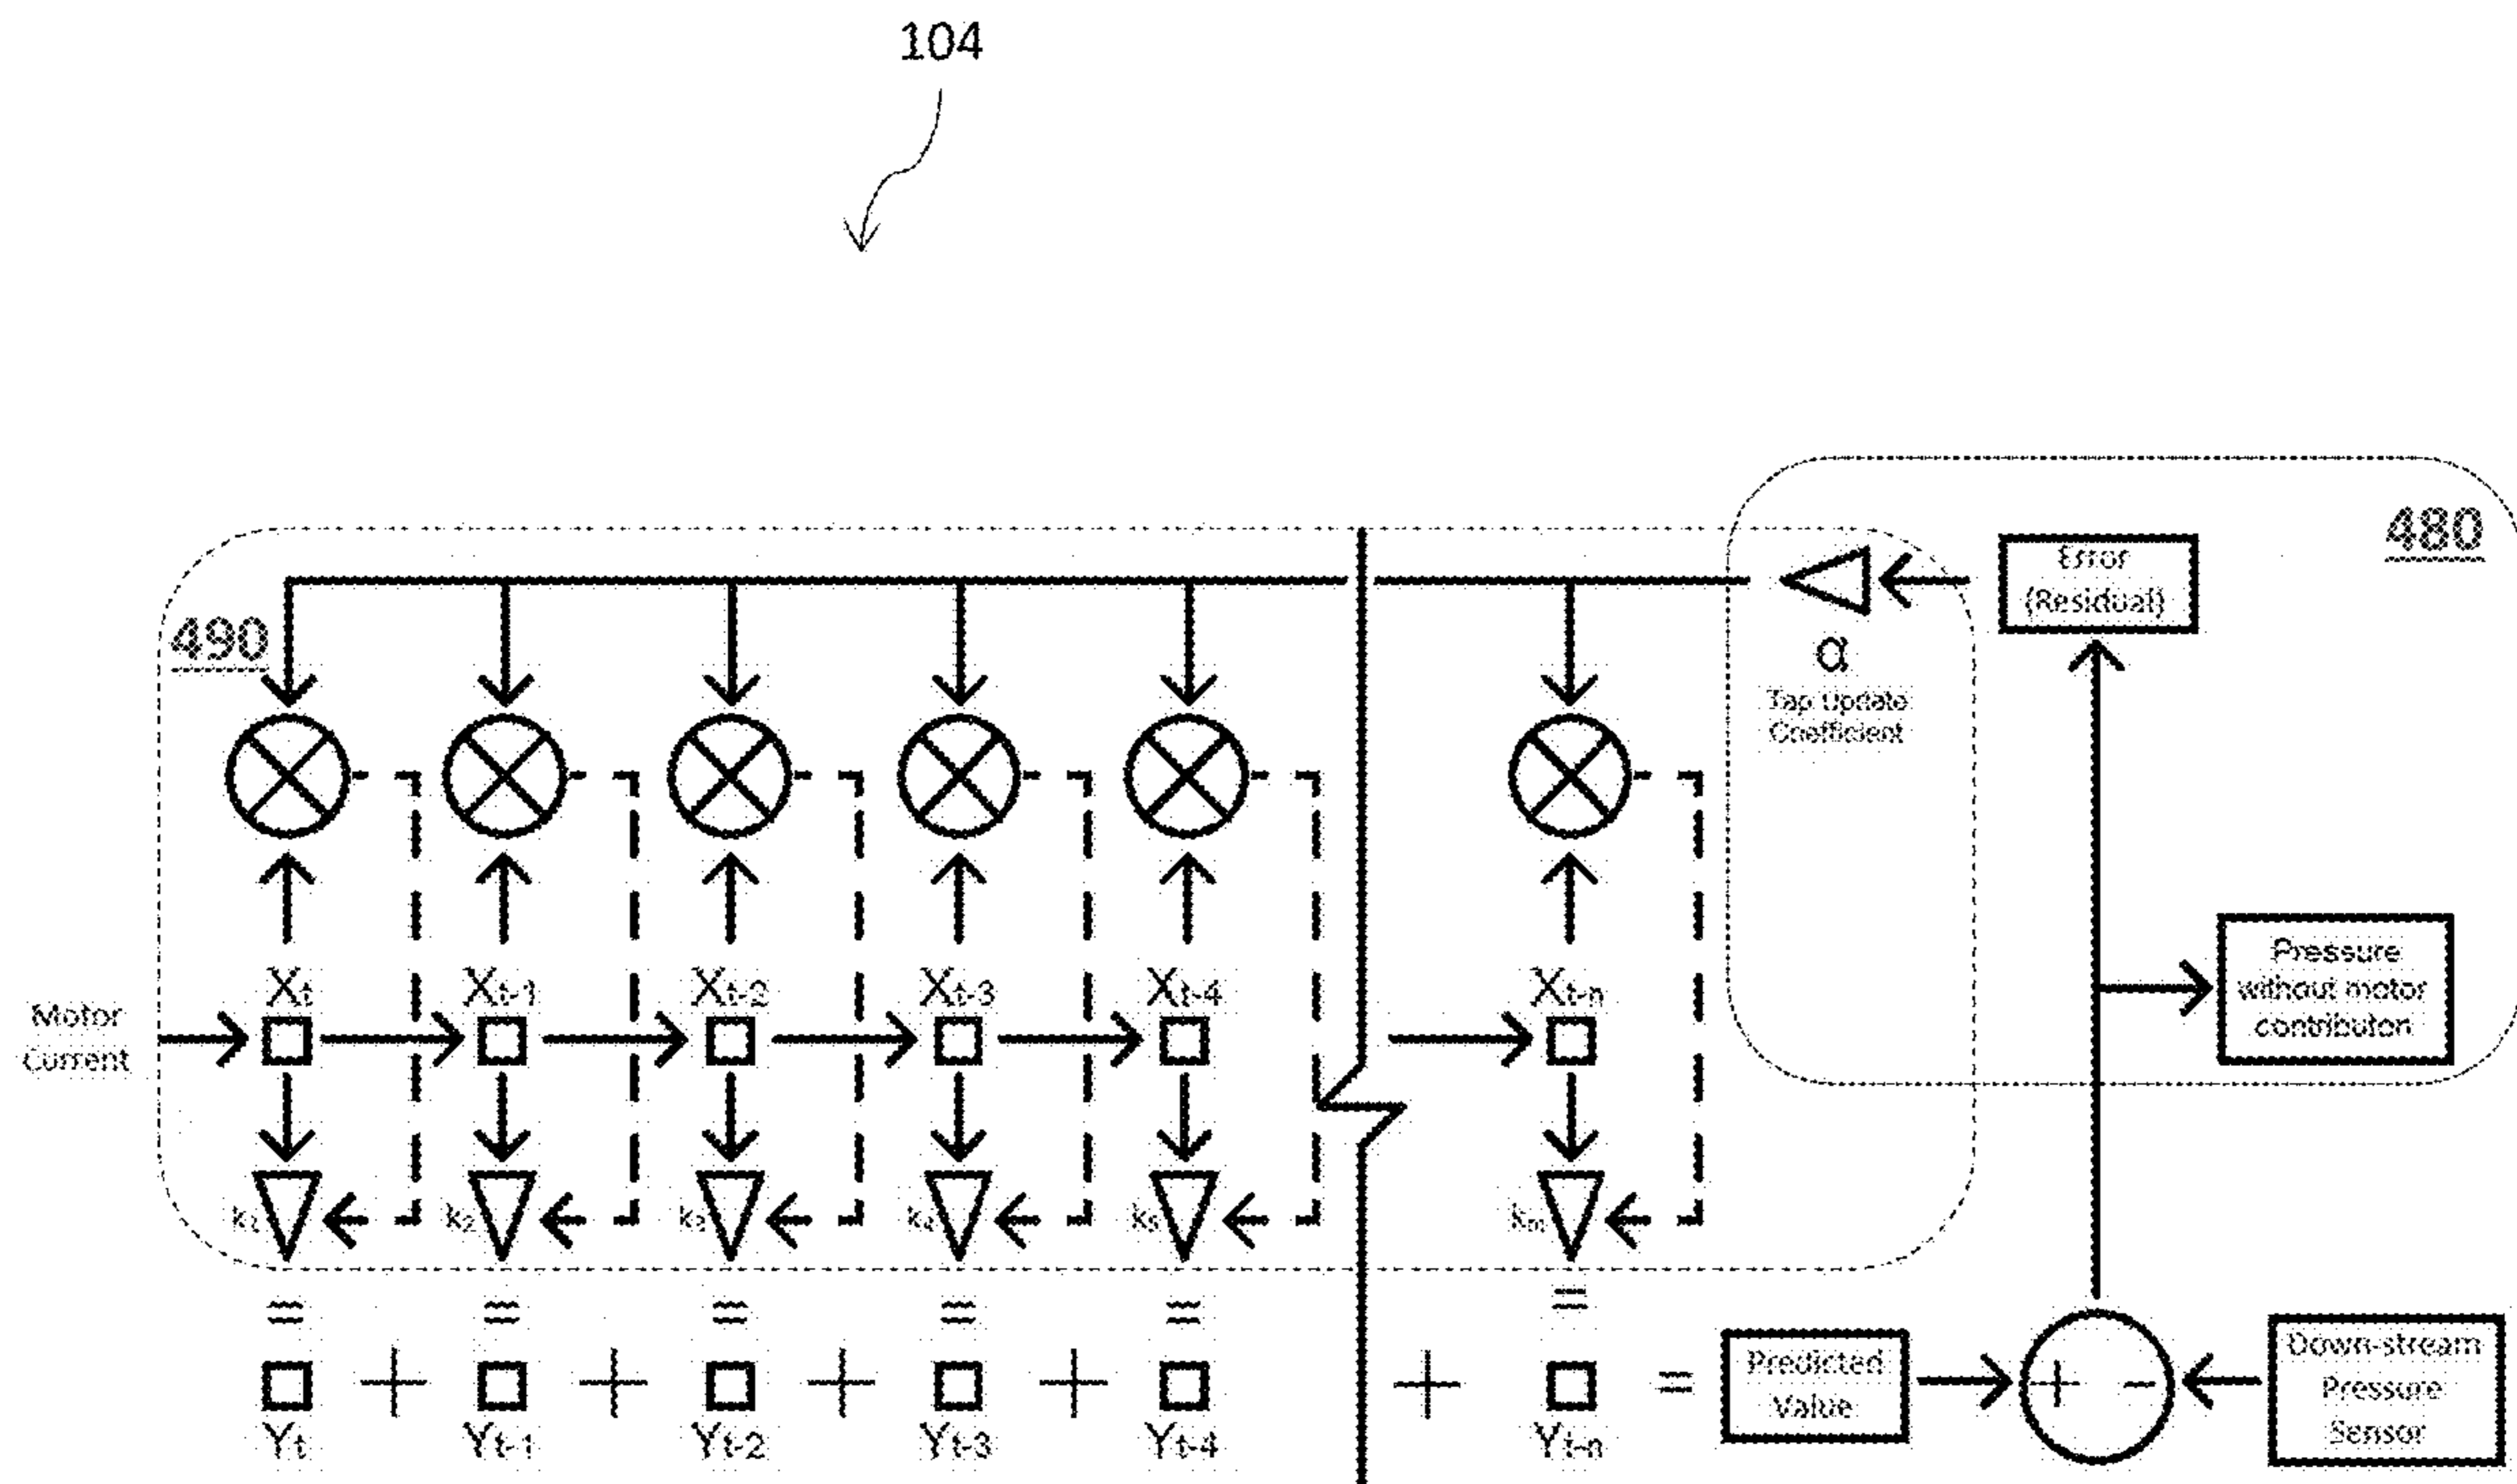 104
480
Error
(Residual)
490
α
Tap Update
Coefficient
Pressure
without motor
contributon
Xt
Xt-1
Xt-2
Xt-3
Xt-4
Xt-n
Motor
Current
k1
k2
k3
k4
k5
km
= = = = = =
+ + + + + =
Predicted
Value
+ -
Down-stream
Pressure
Sensor
Yt
Yt-1
Yt-2
Yt-3
Yt-4
Yt-n